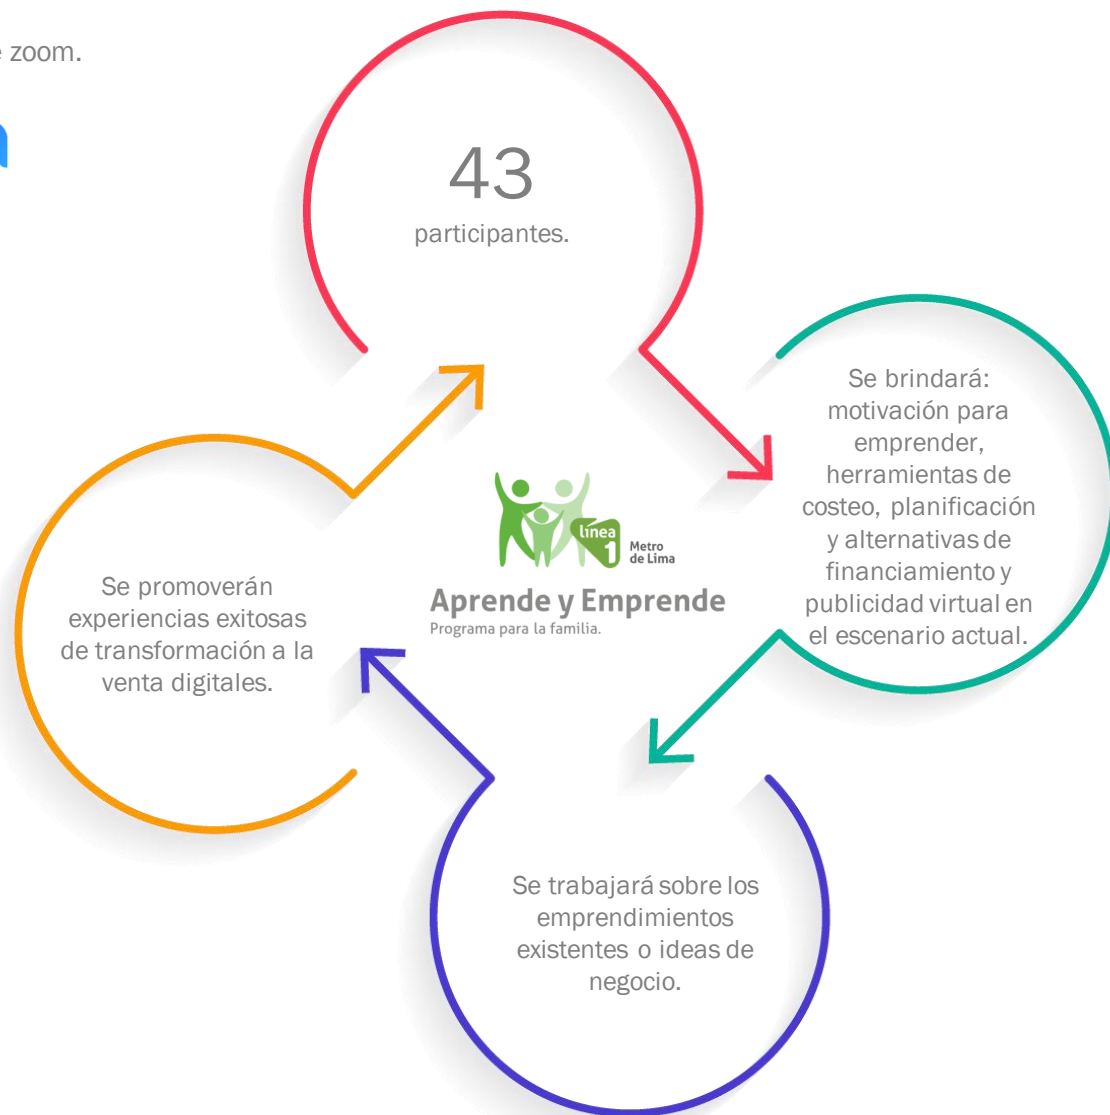 zoom.
43
participantes.
Se brindará:
motivación para
emprender,
herramientas de
costeo, planificación
y alternativas de
financiamiento y
publicidad virtual en
el escenario actual.
línea
1
Metro
de Lima
Aprende y Emprende
Programa para la familia.
Se promoverán
experiencias exitosas
de transformación a la
venta digitales.
Se trabajará sobre los
emprendimientos
existentes o ideas de
negocio.